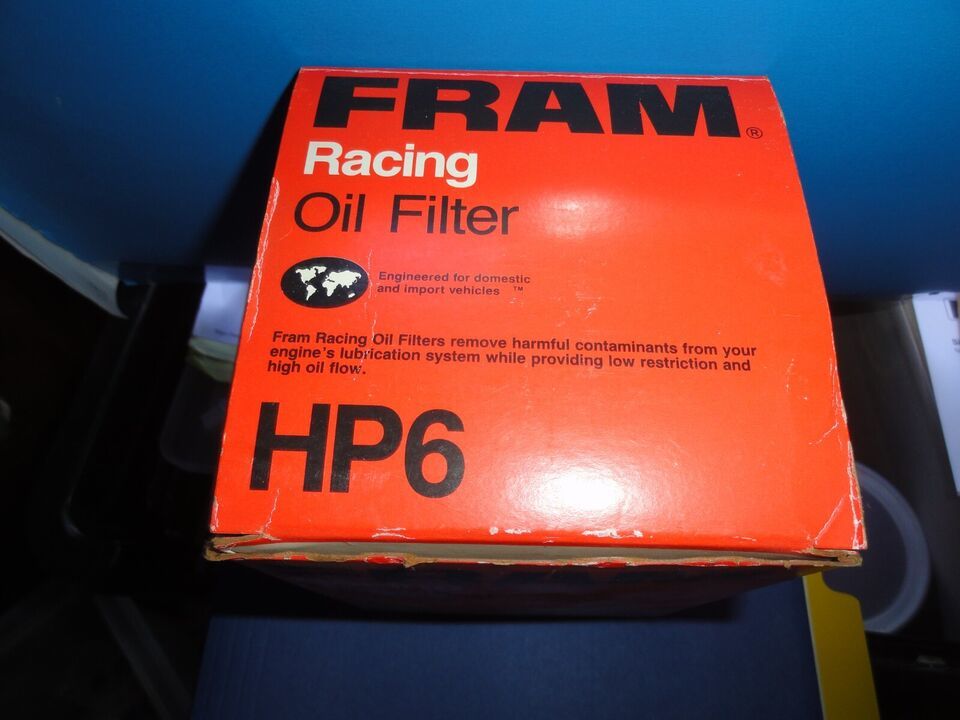 FRAM®
Racing
Oil Filter
Engineered for domestic
and import vehicles ™
Fram Racing Oil Filters remove harmful contaminants from your
engine's lubrication system while providing low restriction and
high oil flow.
HP6